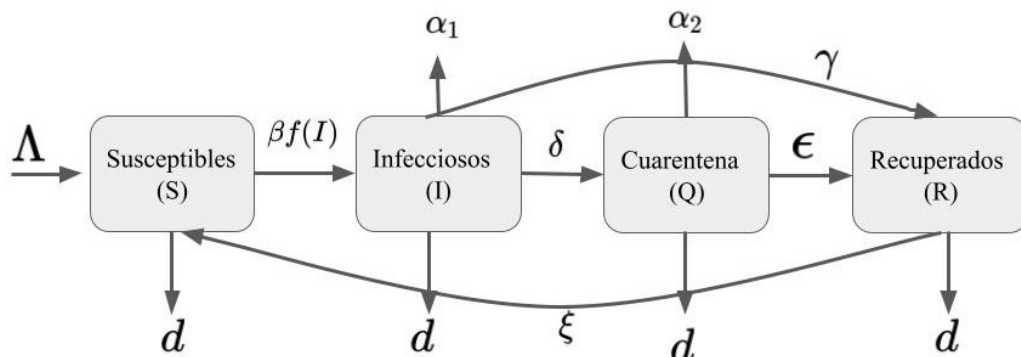 α₁
α₂
γ
Λ
Susceptibles
(S)
βf(I)
Infecciosos
(I)
δ
Cuarentena
(Q)
ϵ
Recuperados
(R)
d
d
ξ
d
d